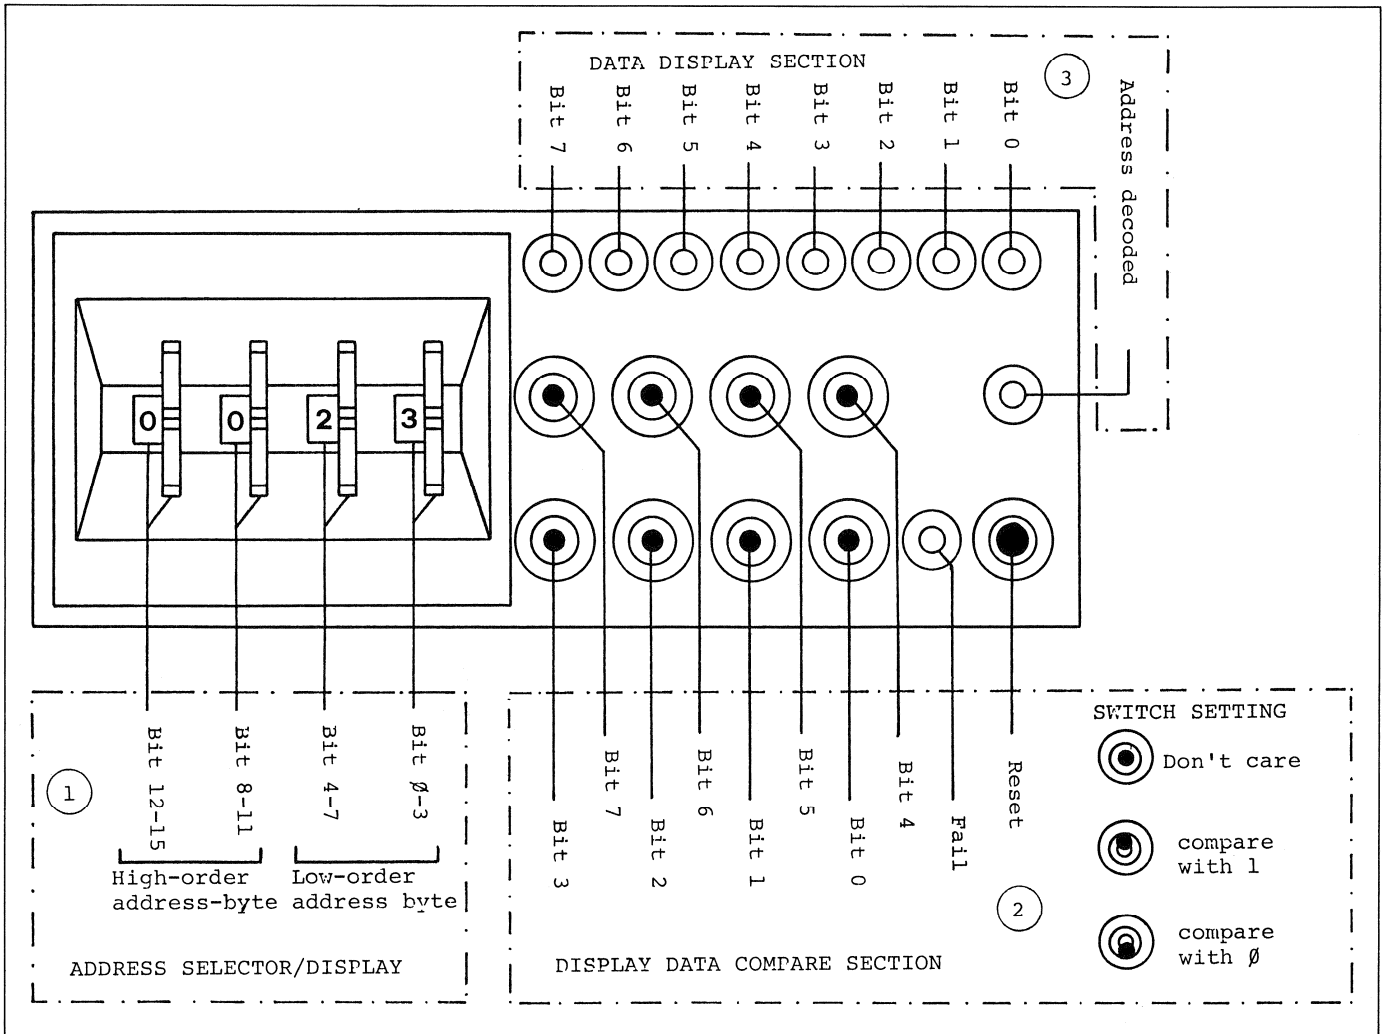 DATA DISPLAY SECTION
3
Bit 7
Bit 6
Bit 5
Bit 4
Bit 3
Bit 2
Bit 1
Bit 0
Address decoded
0
0
2
3
1
Bit 12-15
Bit 8-11
Bit 4-7
Bit Ø-3
High-order
address-byte
Low-order
address byte
ADDRESS SELECTOR/DISPLAY
Bit 3
Bit 7
Bit 2
Bit 6
Bit 1
Bit 5
Bit 0
Bit 4
Fail
Reset
2
DISPLAY DATA COMPARE SECTION
SWITCH SETTING
Don't care
compare
with 1
compare
with Ø